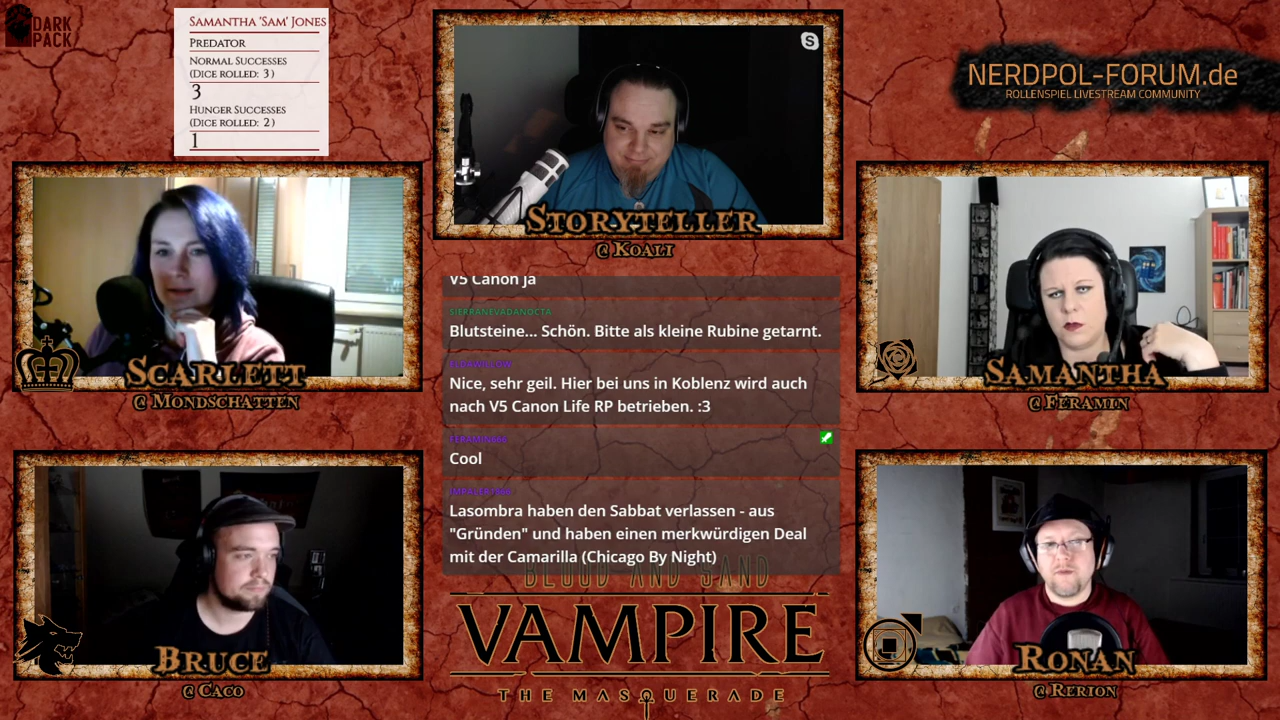 DARK
PACK
SAMANTHA 'SAM' JONES
PREDATOR
NORMAL SUCCESSES
(DICE ROLLED: 3)
3
HUNGER SUCCESSES
(DICE ROLLED: 2)
1
STORYTELLER
@ KOALI
NERDPOL-FORUM.de
ROLLENSPIEL LIVESTREAM COMMUNITY
SCARLETT
@ MONDSCHATTEN
SAMANTHA
@ FERAMIN
V5 Canon ja
SIERRANEVADANOCTA
Blutsteine... Schön. Bitte als kleine Rubine getarnt.
Nice, sehr geil. Hier bei uns in Koblenz wird auch
nach V5 Canon Life RP betrieben. :3
Cool
Lasombra haben den Sabbat verlassen - aus
"Gründen" und haben einen merkwürdigen Deal
mit der Camarilla (Chicago By Night)
BLOOD AND SAND
VAMPIRE
THE MASQUERADE
BRUCE
@ CACO
RONAN
@ RERION